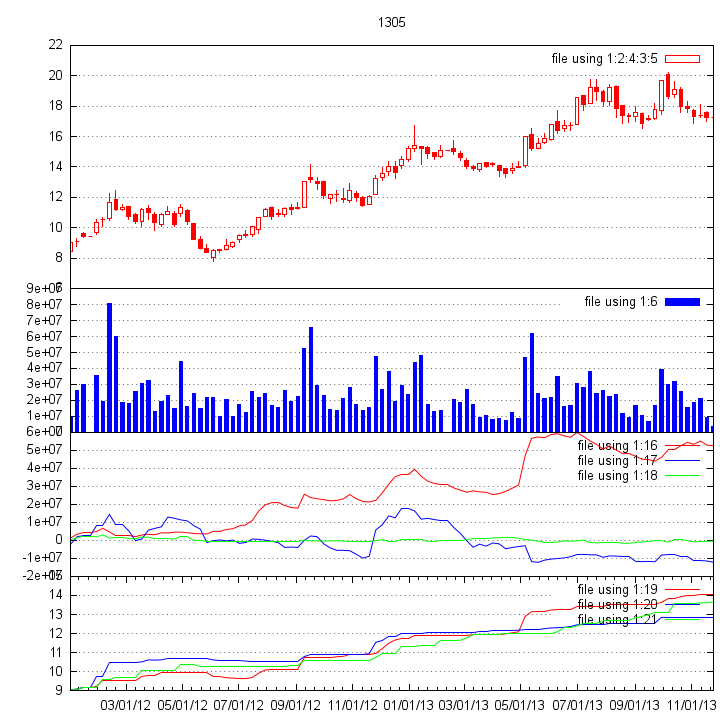 1305
22
file using 1:2:4:3:5
20
18
16
14
12
10
8
6
9e+07
file using 1:6
8e+07
7e+07
6e+07
5e+07
4e+07
3e+07
2e+07
1e+07
0
6e+07
file using 1:16
5e+07
file using 1:17
4e+07
file using 1:18
3e+07
2e+07
1e+07
0
-1e+07
-2e+07
15
file using 1:19
14
file using 1:20
13
file using 1:21
12
11
10
9
03/01/12 05/01/12 07/01/12 09/01/12 11/01/12 01/01/13 03/01/13 05/01/13 07/01/13 09/01/13 11/01/13